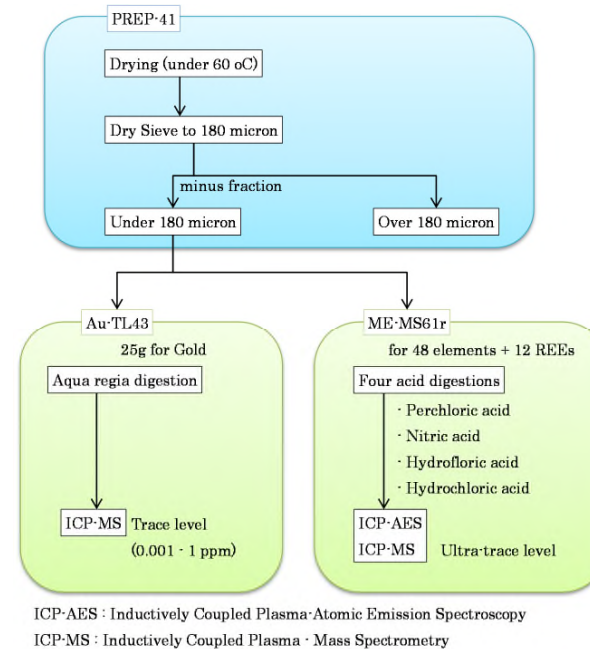 PREP-41
Drying (under 60 oC)
Dry Sieve to 180 micron
minus fraction
Under 180 micron
Over 180 micron
Au-TL43
25g for Gold
Aqua regia digestion
ICP-MS
Trace level
(0.001 - 1 ppm)
ME-MS61r
for 48 elements + 12 REEs
Four acid digestions
· Perchloric acid
· Nitric acid
· Hydrofloric acid
· Hydrochloric acid
ICP-AES
ICP-MS
Ultra-trace level
ICP-AES : Inductively Coupled Plasma-Atomic Emission Spectroscopy
ICP-MS : Inductively Coupled Plasma - Mass Spectrometry